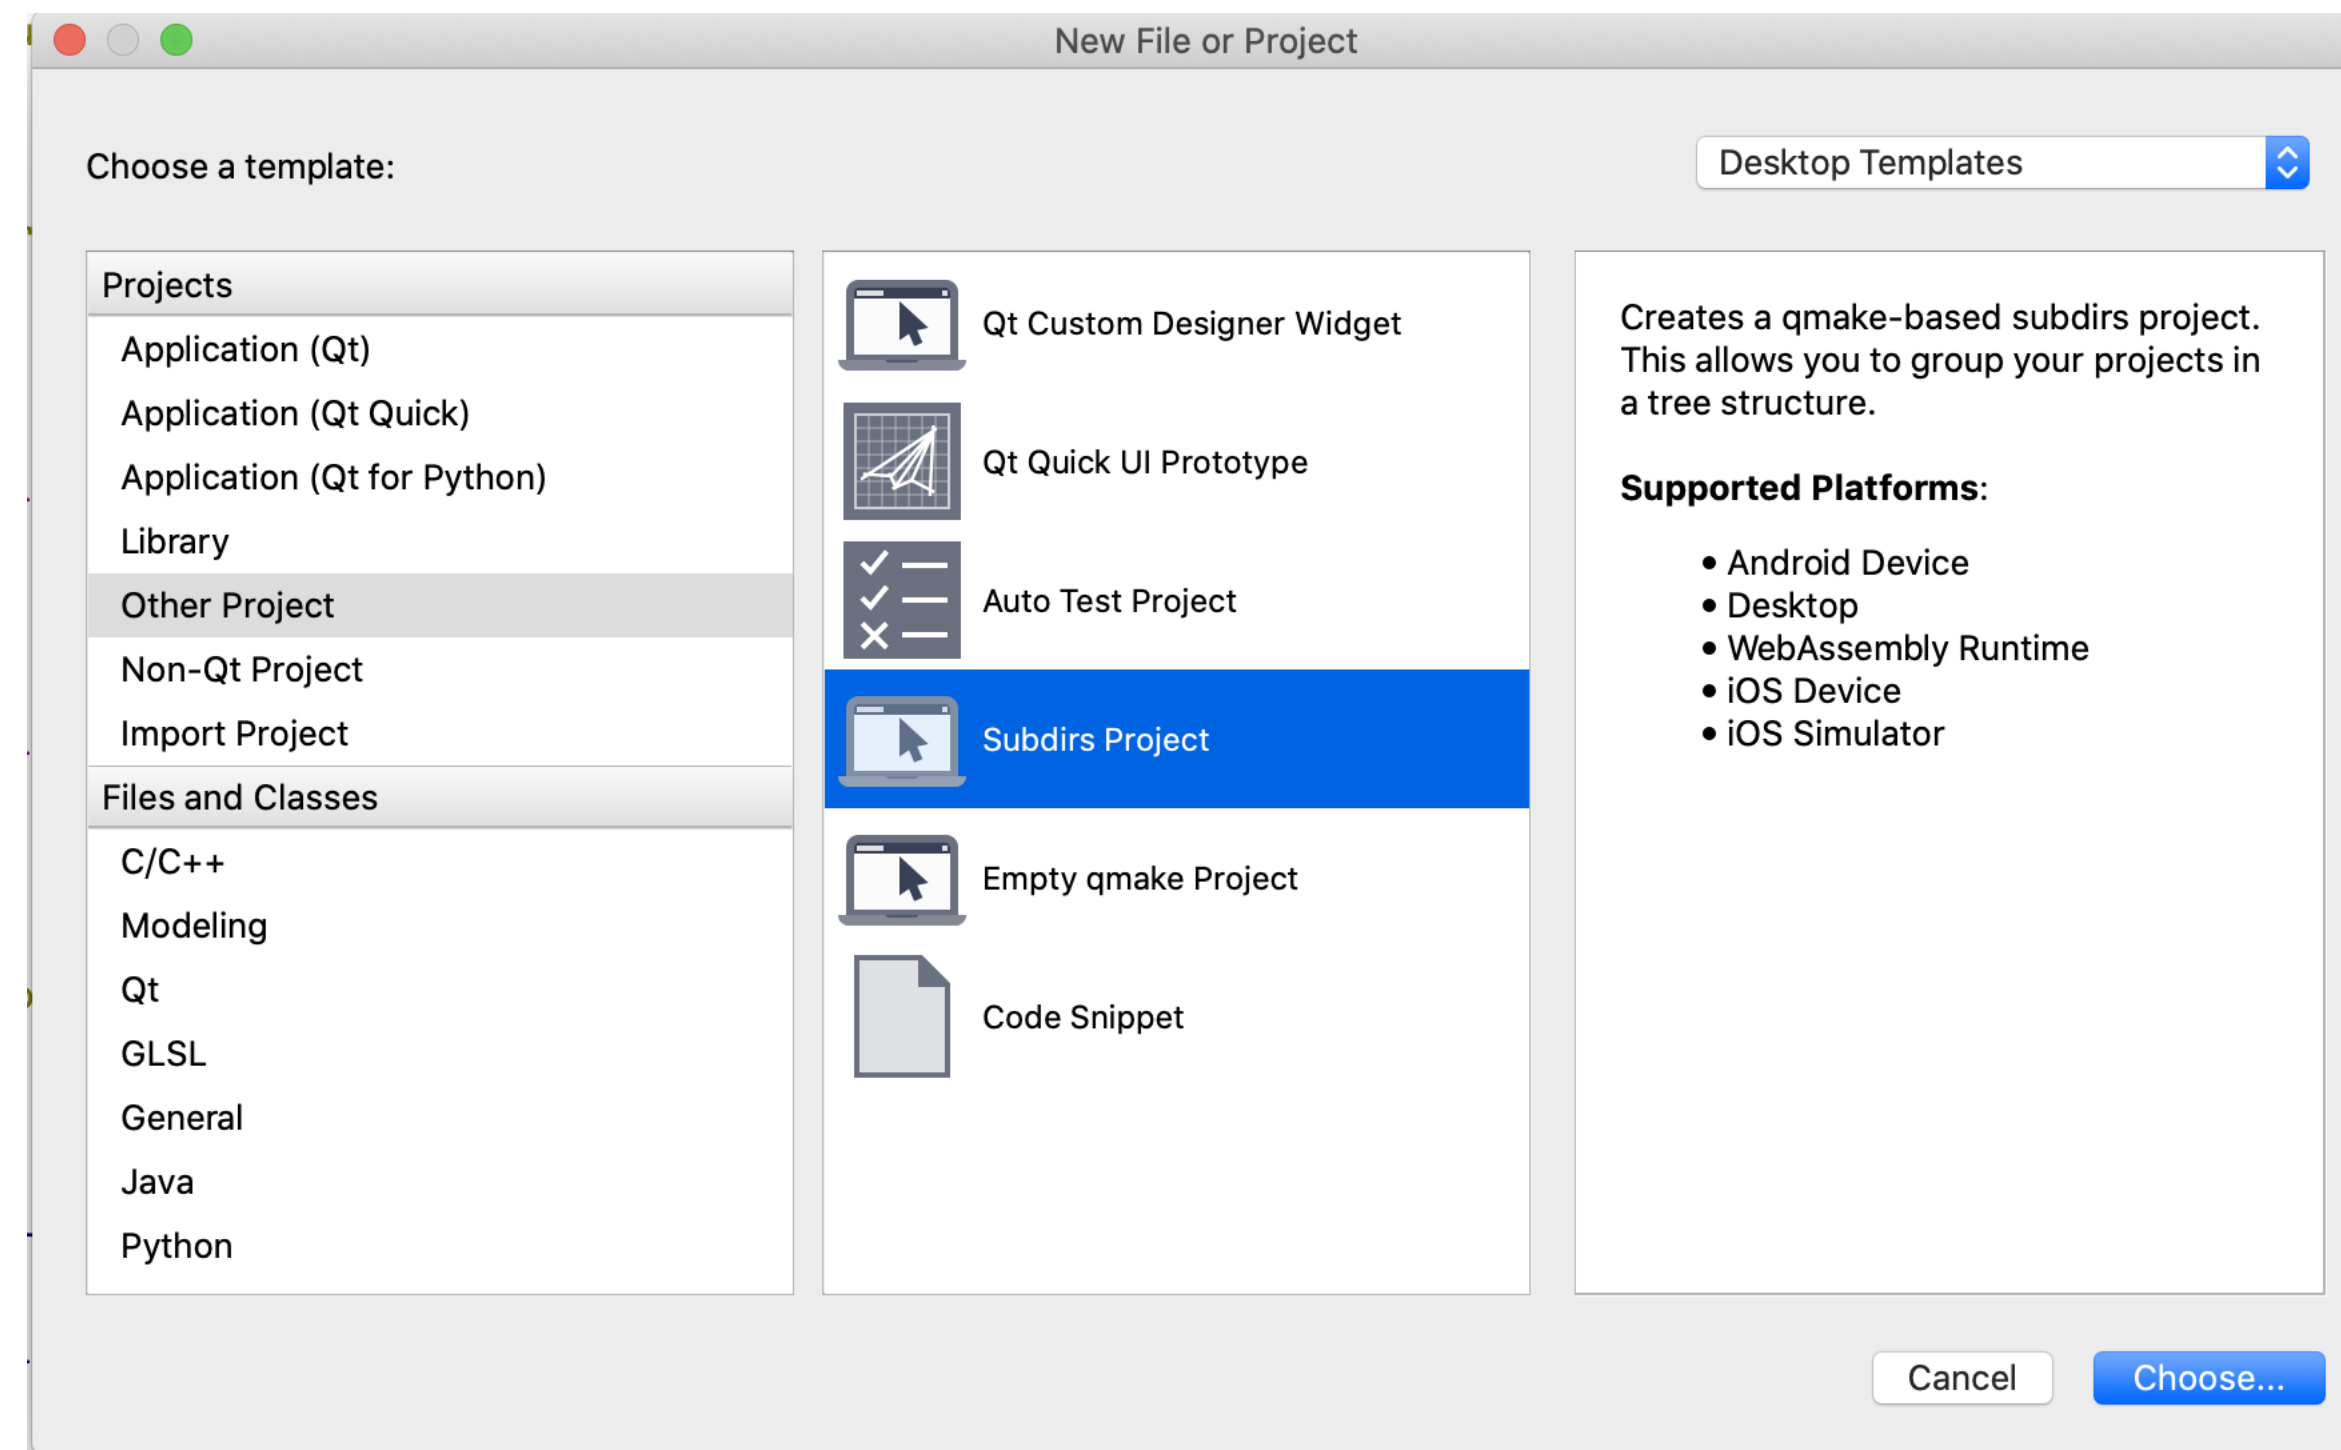 New File or Project
Choose a template:
Desktop Templates
Projects
Application (Qt)
Application (Qt Quick)
Application (Qt for Python)
Library
Other Project
Non-Qt Project
Import Project
Files and Classes
C/C++
Modeling
Qt
GLSL
General
Java
Python
Qt Custom Designer Widget
Qt Quick UI Prototype
Auto Test Project
Subdirs Project
Empty qmake Project
Code Snippet
Creates a qmake-based subdirs project.
This allows you to group your projects in
a tree structure.
Supported Platforms:
• Android Device
• Desktop
• WebAssembly Runtime
• iOS Device
• iOS Simulator
Cancel
Choose...